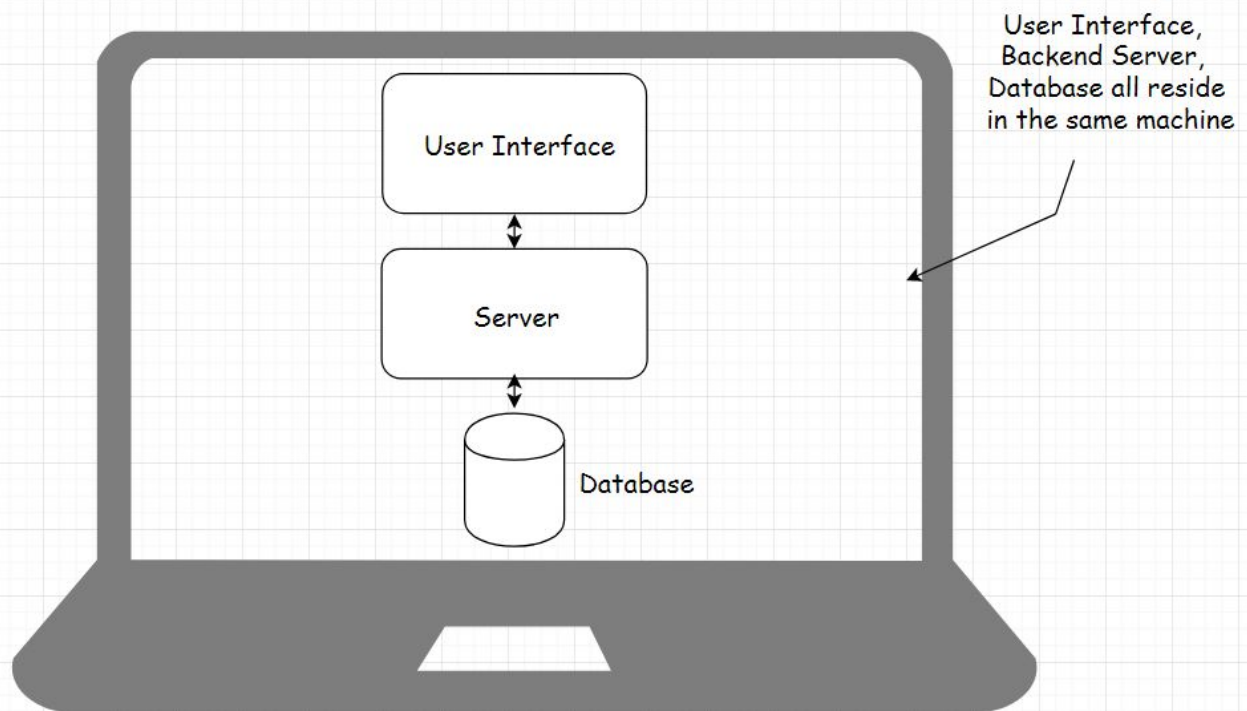 User Interface,
Backend Server,
Database all reside
in the same machine
User Interface
Server
Database